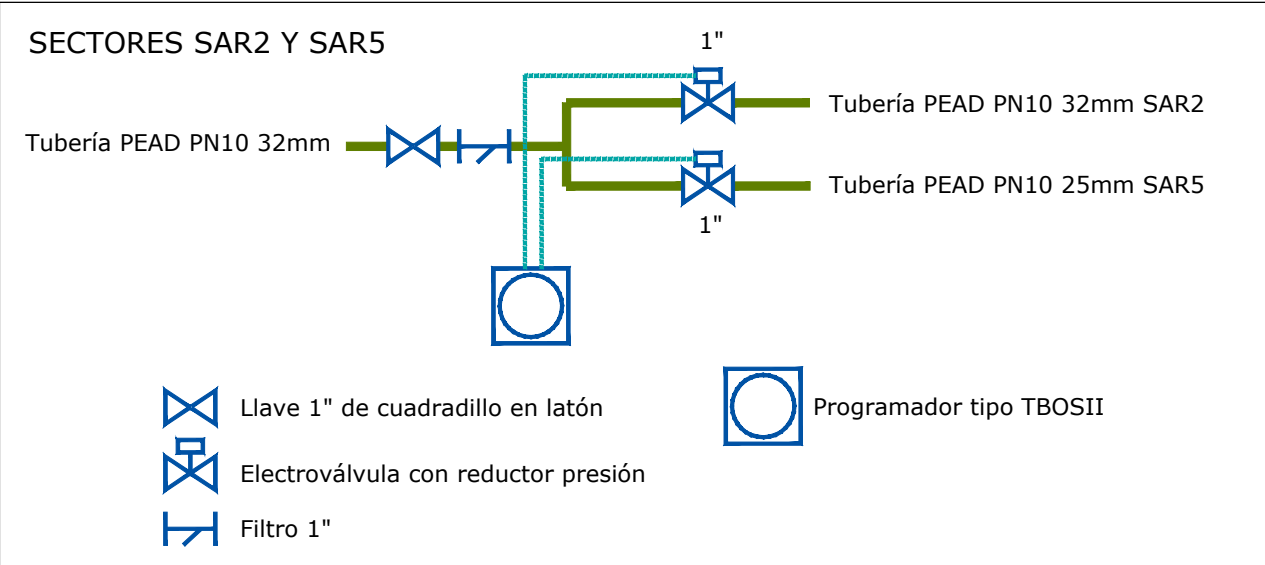 SECTORES SAR2 Y SAR5
1"
Tubería PEAD PN10 32mm SAR2
Tubería PEAD PN10 32mm
Tubería PEAD PN10 25mm SAR5
1"
Llave 1" de cuadradillo en latón
Programador tipo TBOSII
Electroválvula con reductor presión
Filtro 1"